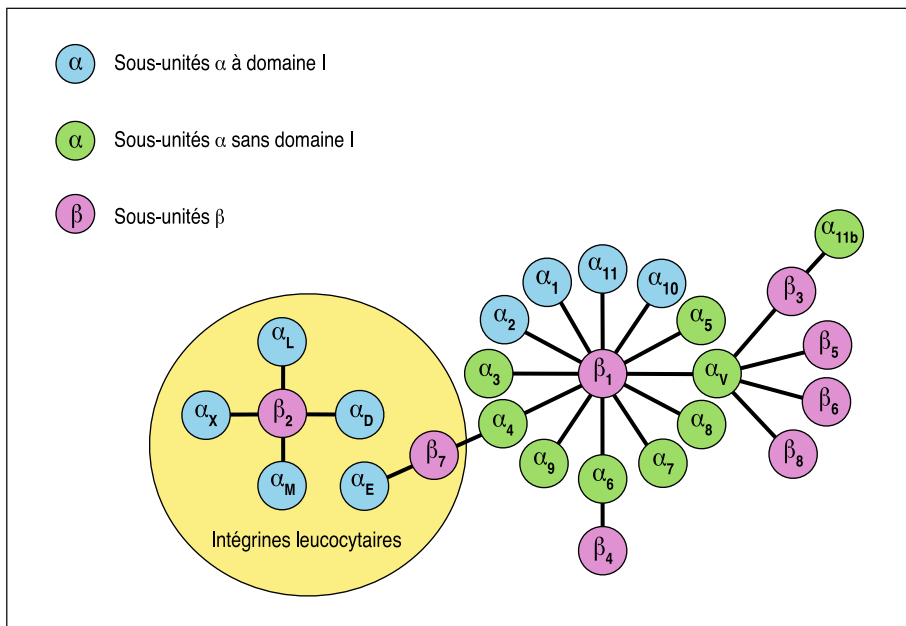 α Sous-unités α à domaine I
α Sous-unités α sans domaine I
β Sous-unités β
α11b
β3
α11
α1
α10
α2
α5
β5
αL
α3
β1
αV
β6
αX
β2
αD
α4
α8
β7
α9
α6
α7
β8
αM
αE
Intégrines leucocytaires
β4